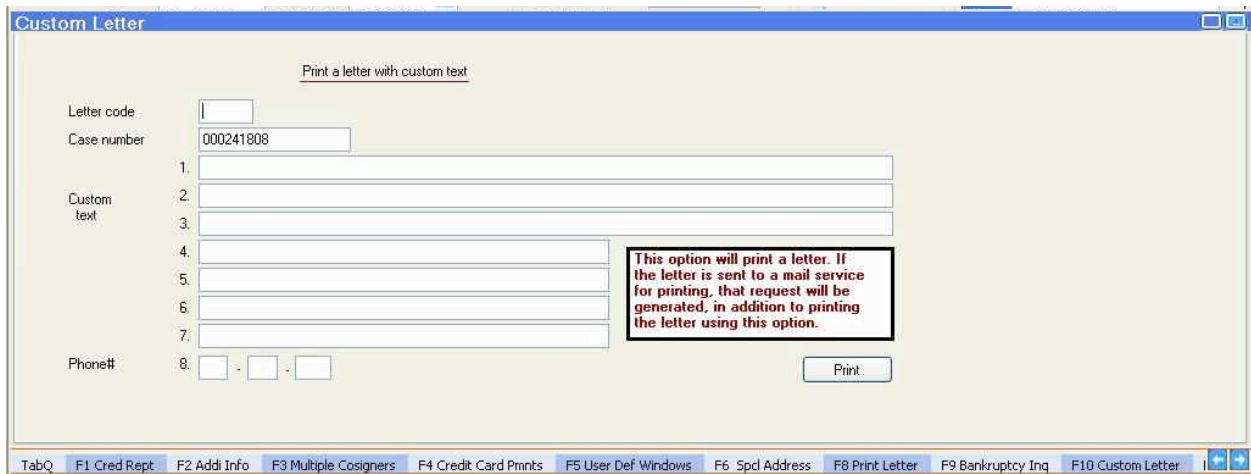 Custom Letter
Print a letter with custom text
Letter code
Case number 000241808
1.
Custom
text
2.
3.
4.
5.
6.
7.
This option will print a letter. If
the letter is sent to a mail service
for printing, that request will be
generated, in addition to printing
the letter using this option.
Phone# 8. - -
Print
TabQ F1 Cred Rept F2 Addi Info F3 Multiple Cosigners F4 Credit Card Pmnts F5 User Def Windows F6 Spcl Address F8 Print Letter F9 Bankruptcy Inq F10 Custom Letter